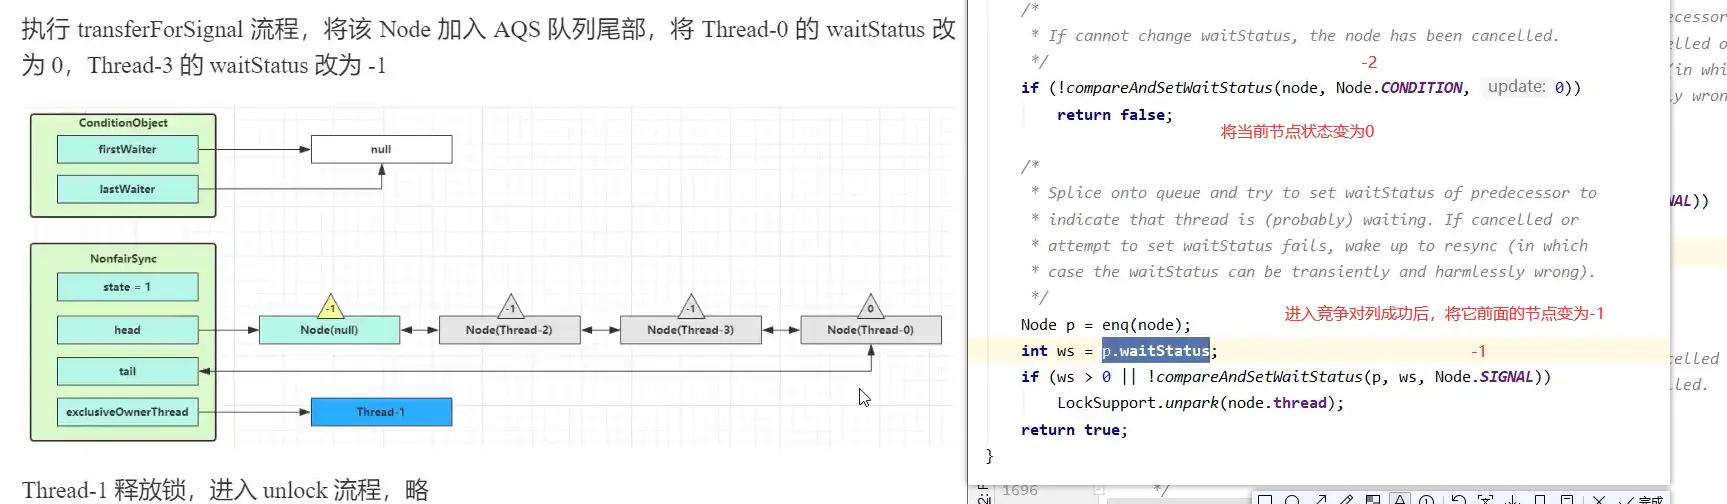 执行 transferForSignal 流程，将该 Node 加入 AQS 队列尾部，将 Thread-0 的 waitStatus 改
为 0，Thread-3 的 waitStatus 改为 -1
ConditionObject
firstWaiter
null
lastWaiter
NonfairSync
state = 1
-1
-1
-1
0
head
Node(null)
Node(Thread-2)
Node(Thread-3)
Node(Thread-0)
tail
exclusiveOwnerThread
Thread-1
Thread-1 释放锁，进入 unlock 流程，略
/*
* If cannot change waitStatus, the node has been cancelled.
*/
-2
if (!compareAndSetWaitStatus(node, Node.CONDITION, update: 0))
return false;
将当前节点状态变为0
/*
* Splice onto queue and try to set waitStatus of predecessor to
* indicate that thread is (probably) waiting. If cancelled or
* attempt to set waitStatus fails, wake up to resync (in which
* case the waitStatus can be transiently and harmlessly wrong).
*/
进入竞争对列成功后，将它前面的节点变为-1
Node p = enq(node);
int ws = p.waitStatus;
-1
if (ws > 0 || !compareAndSetWaitStatus(p, ws, Node.SIGNAL))
LockSupport.unpark(node.thread);
return true;
}
1696
*/
完成